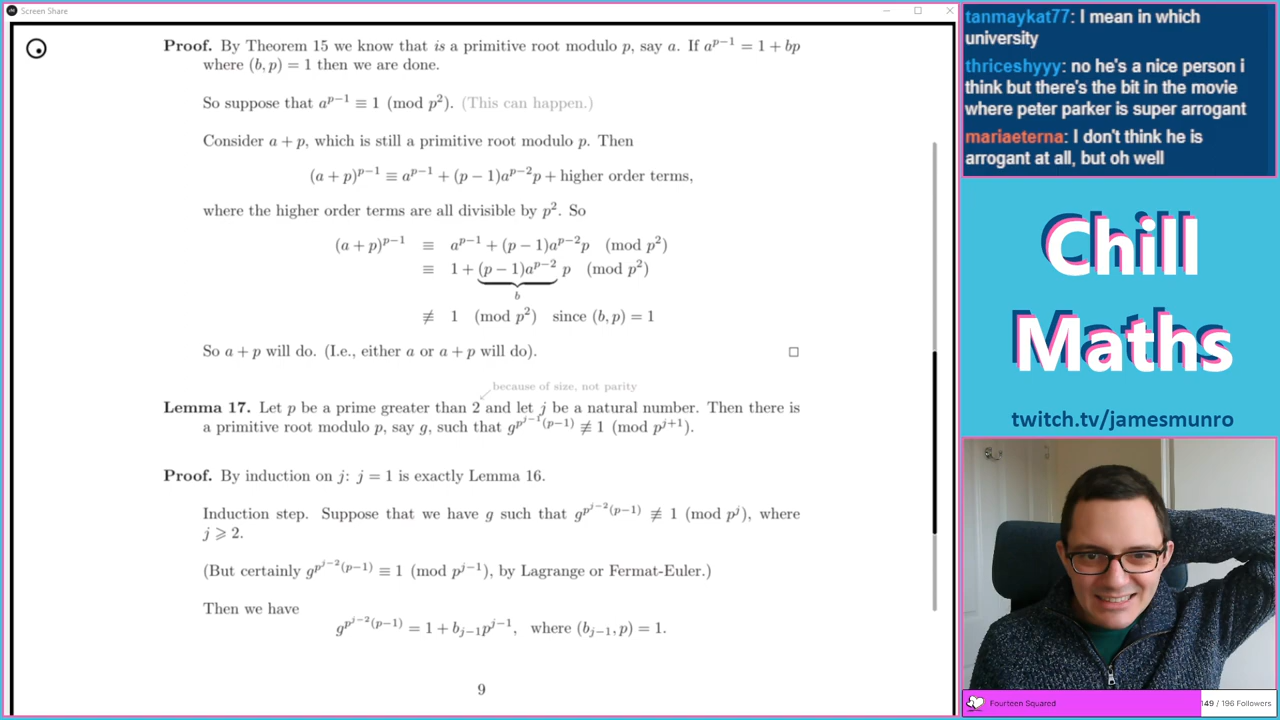 Screen Share
Proof. By Theorem 15 we know that is a primitive root modulo p, say a. If a^{p−1} = 1 + bp
where (b, p) = 1 then we are done.
So suppose that a^{p−1} ≡ 1 (mod p²). (This can happen.)
Consider a + p, which is still a primitive root modulo p. Then
(a + p)^{p−1} ≡ a^{p−1} + (p − 1)a^{p−2}p + higher order terms,
where the higher order terms are all divisible by p². So
(a + p)^{p−1} ≡ a^{p−1} + (p − 1)a^{p−2}p (mod p²)
≡ 1 + (p − 1)a^{p−2} p (mod p²)
b
≢ 1 (mod p²) since (b, p) = 1
So a + p will do. (I.e., either a or a + p will do). □
because of size, not parity
Lemma 17. Let p be a prime greater than 2 and let j be a natural number. Then there is
a primitive root modulo p, say g, such that g^{p^{j−1}(p−1)} ≢ 1 (mod p^{j+1}).
Proof. By induction on j: j = 1 is exactly Lemma 16.
Induction step. Suppose that we have g such that g^{p^{j−2}(p−1)} ≢ 1 (mod p^j), where
j ⩾ 2.
(But certainly g^{p^{j−2}(p−1)} ≡ 1 (mod p^{j−1}), by Lagrange or Fermat-Euler.)
Then we have
g^{p^{j−2}(p−1)} = 1 + b_{j−1}p^{j−1}, where (b_{j−1}, p) = 1.
9
tanmaykat77: I mean in which
university
thriceshyyy: no he's a nice person i
think but there's the bit in the movie
where peter parker is super arrogant
mariaeterna: I don't think he is
arrogant at all, but oh well
Chill
Maths
twitch.tv/jamesmunro
Fourteen Squared
149 / 196 Followers